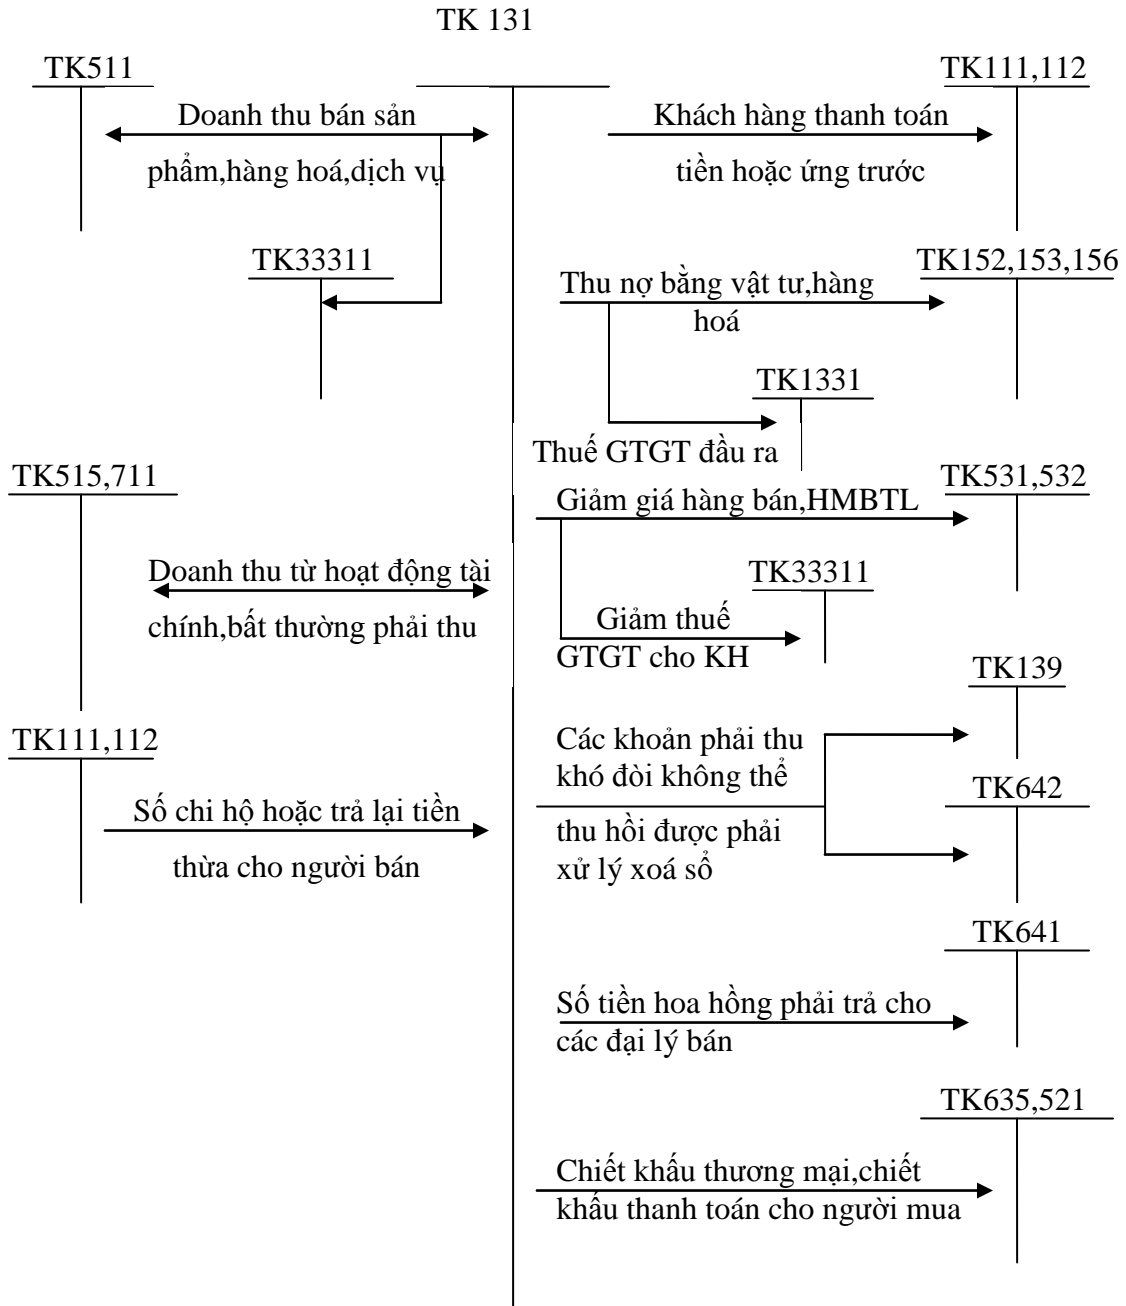 TK 131
TK511
TK111,112
Doanh thu bán sản
phẩm,hàng hoá,dịch vụ
Khách hàng thanh toán
tiền hoặc ứng trước
TK33311
TK152,153,156
Thu nợ bằng vật tư,hàng
hoá
TK1331
Thuế GTGT đầu ra
TK515,711
TK531,532
Giảm giá hàng bán,HMBTL
Doanh thu từ hoạt động tài
chính,bất thường phải thu
TK33311
Giảm thuế
GTGT cho KH
TK139
TK111,112
Các khoản phải thu
khó đòi không thể
thu hồi được phải
xử lý xoá sổ
TK642
Số chi hộ hoặc trả lại tiền
thừa cho người bán
TK641
Số tiền hoa hồng phải trả cho
các đại lý bán
TK635,521
Chiết khấu thương mại,chiết
khấu thanh toán cho người mua